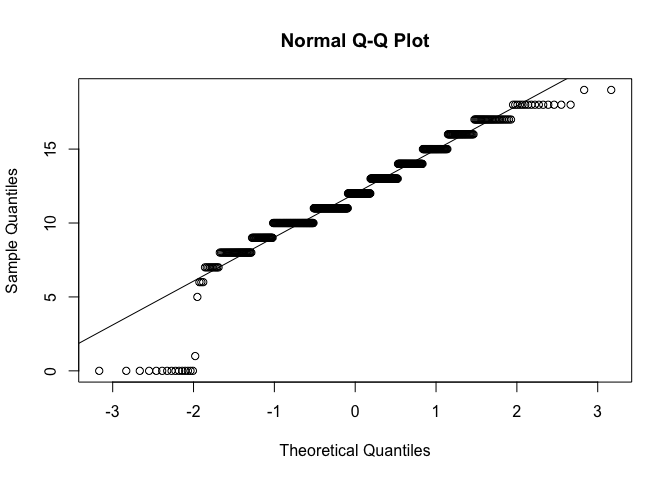 Normal Q-Q Plot
Sample Quantiles
15
10
5
0
-3 -2 -1 0 1 2 3
Theoretical Quantiles